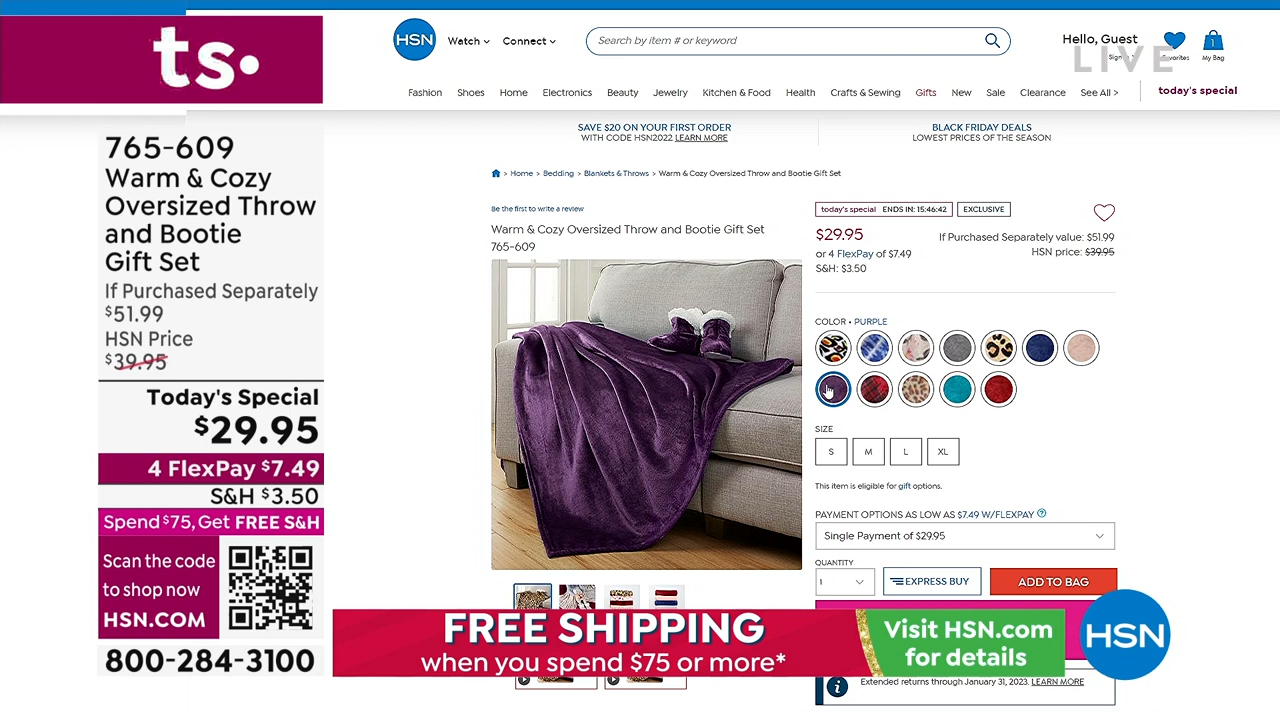 ts.
765-609
Warm & Cozy
Oversized Throw
and Bootie
Gift Set
If Purchased Separately
$51.99
HSN Price
$39.95
Today's Special
$29.95
4 FlexPay $7.49
S&H $3.50
Spend $75, Get FREE S&H
Scan the code
to shop now
HSN.COM
800-284-3100
HSN
Watch
Connect
Search by item # or keyword
Hello, Guest
LIVE
Favorites
1
My Bag
Fashion Shoes Home Electronics Beauty Jewelry Kitchen & Food Health Crafts & Sewing Gifts New Sale Clearance See All >
today's special
SAVE $20 ON YOUR FIRST ORDER
WITH CODE HSN2022 LEARN MORE
BLACK FRIDAY DEALS
LOWEST PRICES OF THE SEASON
> Home > Bedding > Blankets & Throws > Warm & Cozy Oversized Throw and Bootie Gift Set
Be the first to write a review
Warm & Cozy Oversized Throw and Bootie Gift Set
765-609
today's special ENDS IN: 15:46:42
EXCLUSIVE
$29.95
or 4 FlexPay of $7.49
S&H: $3.50
If Purchased Separately value: $51.99
HSN price: $39.95
COLOR • PURPLE
SIZE
S M L XL
This item is eligible for gift options.
PAYMENT OPTIONS AS LOW AS $7.49 W/FLEXPAY ?
Single Payment of $29.95
QUANTITY
1
EXPRESS BUY
ADD TO BAG
FREE SHIPPING
when you spend $75 or more*
Visit HSN.com
for details
HSN
i
Extended returns through January 31, 2023. LEARN MORE